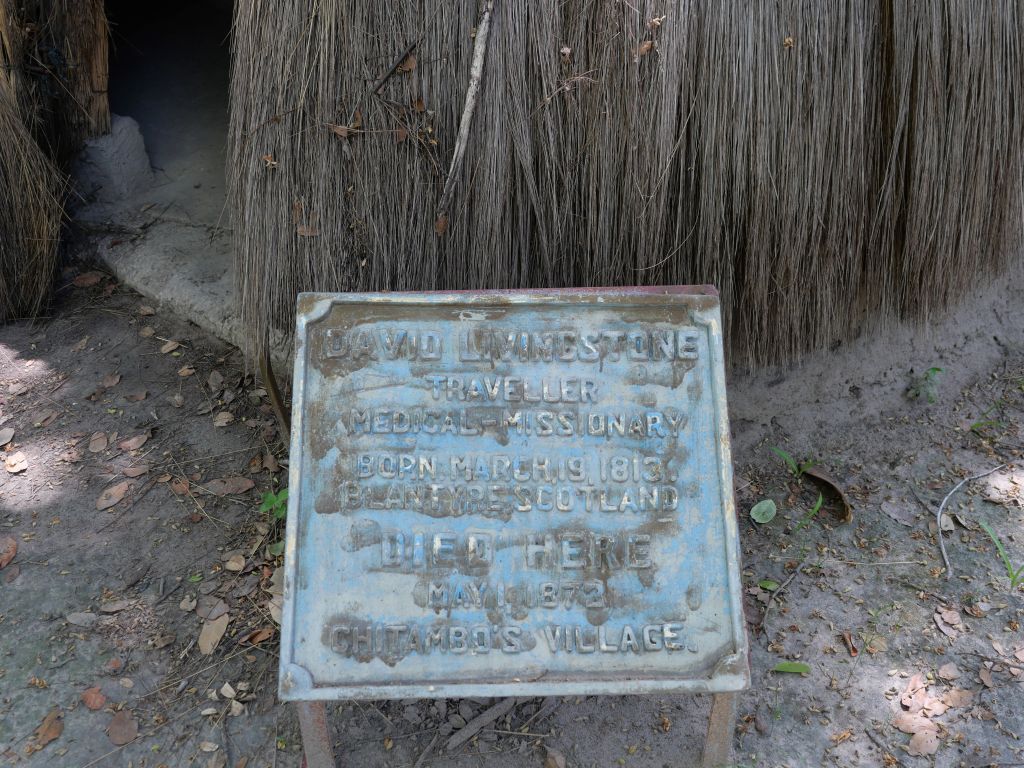 DAVID LIVINGSTONE
TRAVELLER
MEDICAL-MISSIONARY
BORN MARCH, 19, 1813.
BLANTYRE SCOTLAND
DIED HERE
MAY 1 1873
CHITAMBO'S VILLAGE.